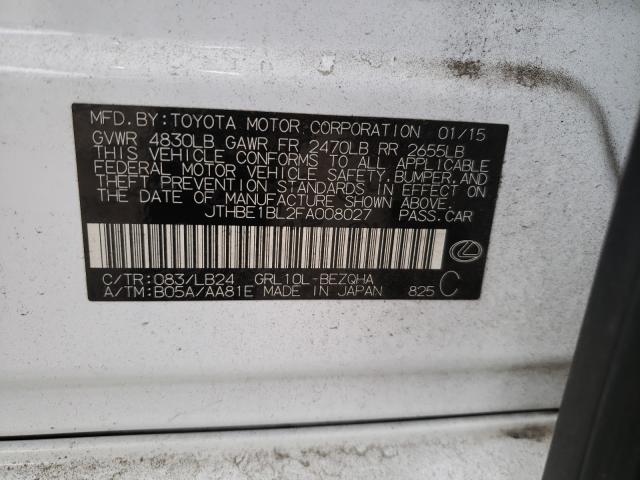 MFD. BY: TOYOTA MOTOR CORPORATION 01/15
GVWR 4830LB GAWR FR 2470LB RR 2655LB
THIS VEHICLE CONFORMS TO ALL APPLICABLE
FEDERAL MOTOR VEHICLE SAFETY, BUMPER, AND
THEFT PREVENTION STANDARDS IN EFFECT ON
THE DATE OF MANUFACTURE SHOWN ABOVE.
JTHBE1BL2FA008027 PASS. CAR
C/TR: 083/LB24 GRL10L-BEZQHA
A/TM: B05A/AA81E MADE IN JAPAN 825 C